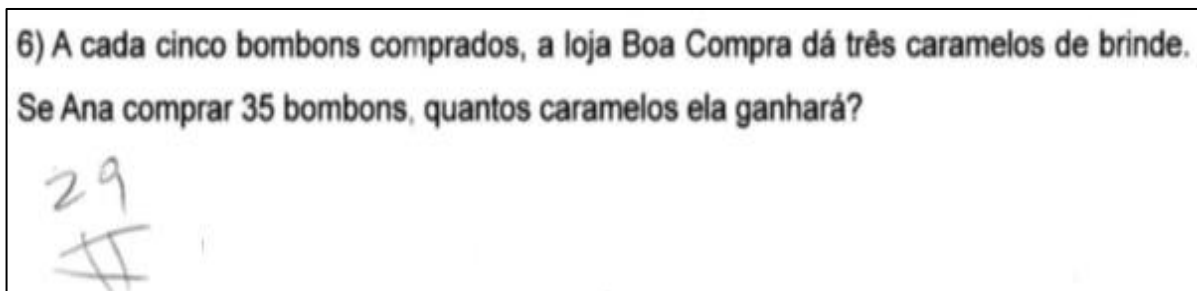 6) A cada cinco bombons comprados, a loja Boa Compra dá três caramelos de brinde.
Se Ana comprar 35 bombons, quantos caramelos ela ganhará?
29